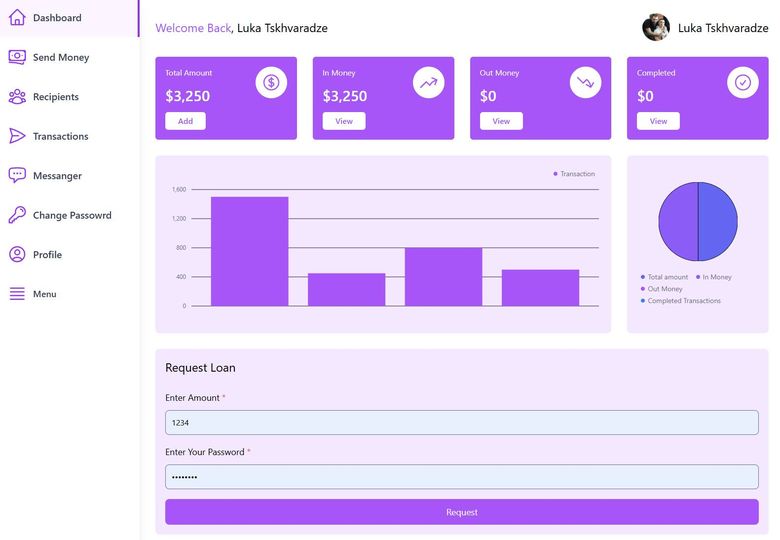 Dashboard
Send Money
Recipients
Transactions
Messanger
Change Passowrd
Profile
Menu
Welcome Back, Luka Tskhvaradze
Luka Tskhvaradze
Total Amount
$3,250
Add
In Money
$3,250
View
Out Money
$0
View
Completed
$0
View
Transaction
1,600
1,200
800
400
0
Total amount
In Money
Out Money
Completed Transactions
Request Loan
Enter Amount *
1234
Enter Your Password *
••••••••
Request